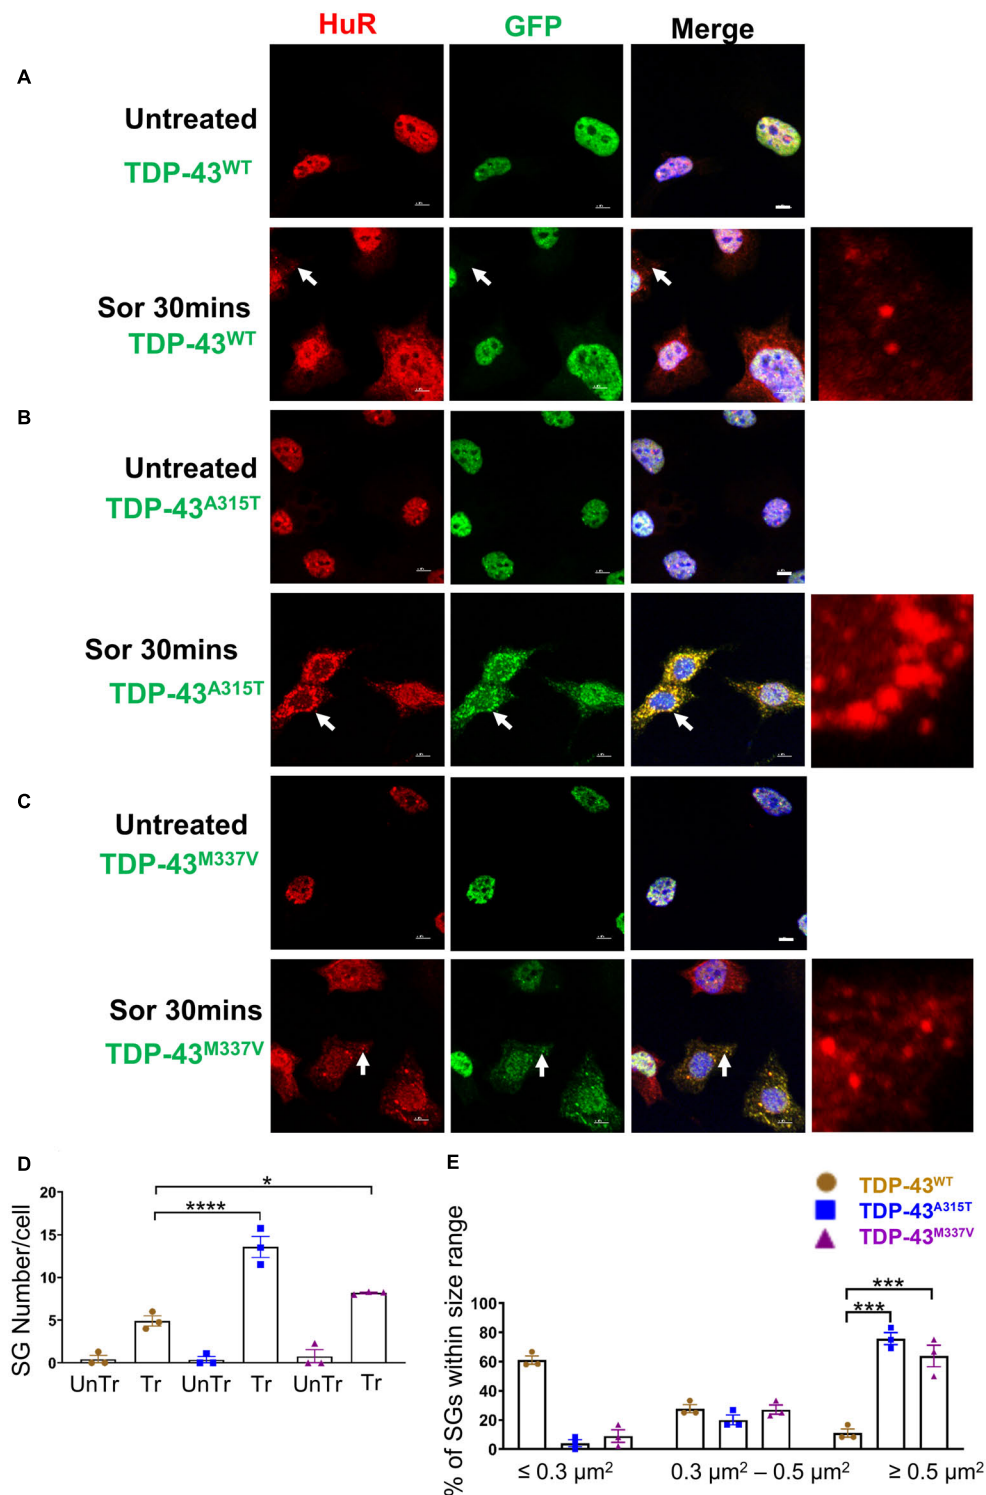 HuR GFP Merge
A
Untreated
TDP-43WT
Sor 30mins
TDP-43WT
B
Untreated
TDP-43A315T
Sor 30mins
TDP-43A315T
C
Untreated
TDP-43M337V
Sor 30mins
TDP-43M337V
D
SG Number/cell
20
15
10
5
0
****
*
UnTr Tr UnTr Tr UnTr Tr
E
TDP-43WT
TDP-43A315T
TDP-43M337V
% of SGs within size range
100
80
60
40
20
0
***
***
≤ 0.3 µm2 0.3 µm2 – 0.5 µm2 ≥ 0.5 µm2